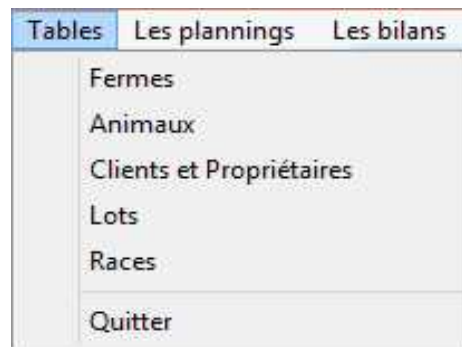 Tables Les plannings Les bilans
Fermes
Animaux
Clients et Propriétaires
Lots
Races
Quitter